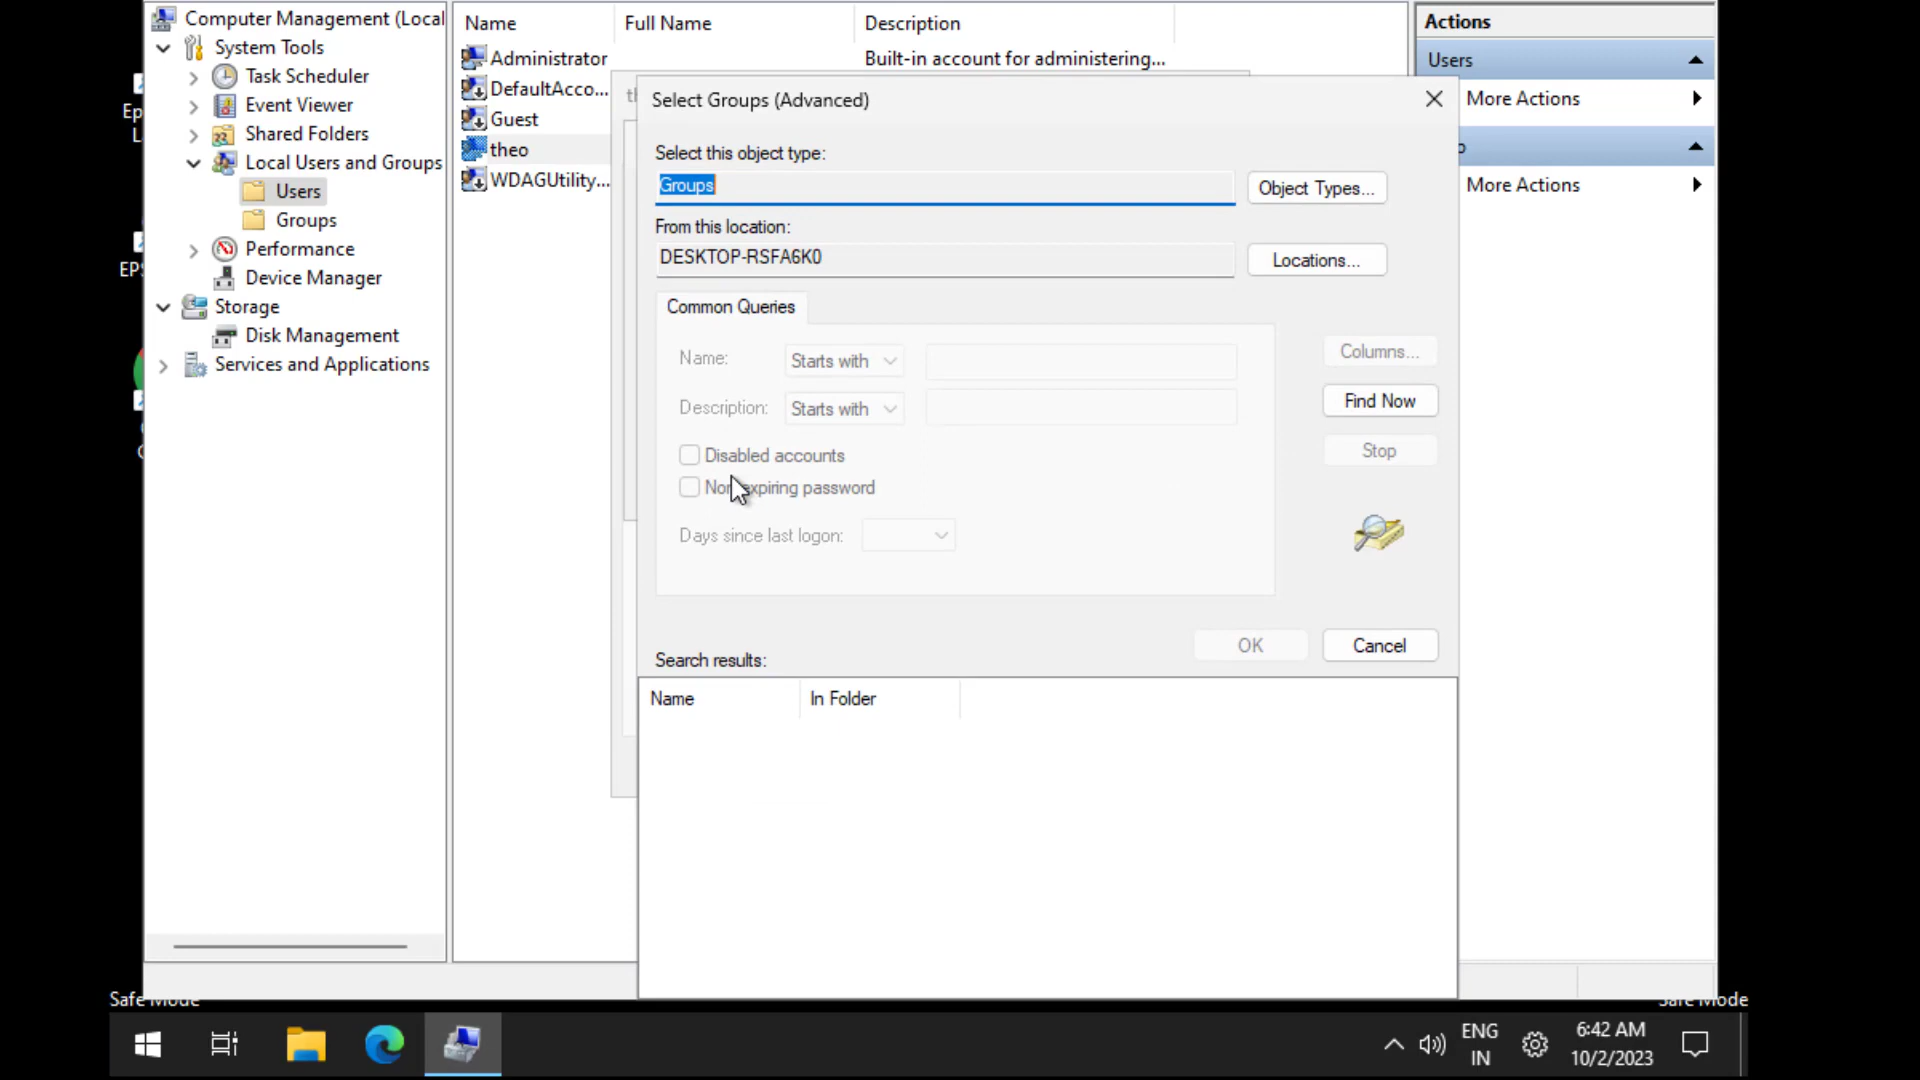 Computer Management (Local
System Tools
Task Scheduler
Event Viewer
Shared Folders
Local Users and Groups
Users
Groups
Performance
Device Manager
Storage
Disk Management
Services and Applications
Name Full Name Description
Administrator Built-in account for administering...
DefaultAcco...
Guest
theo
WDAGUtility...
Actions
Users
More Actions
More Actions
Select Groups (Advanced)
Select this object type:
Groups
Object Types...
From this location:
DESKTOP-RSFA6K0
Locations...
Common Queries
Name: Starts with
Description: Starts with
Disabled accounts
Non expiring password
Days since last logon:
Columns...
Find Now
Stop
OK
Cancel
Search results:
Name In Folder
Safe Mode
Safe Mode
ENG
IN
6:42 AM
10/2/2023